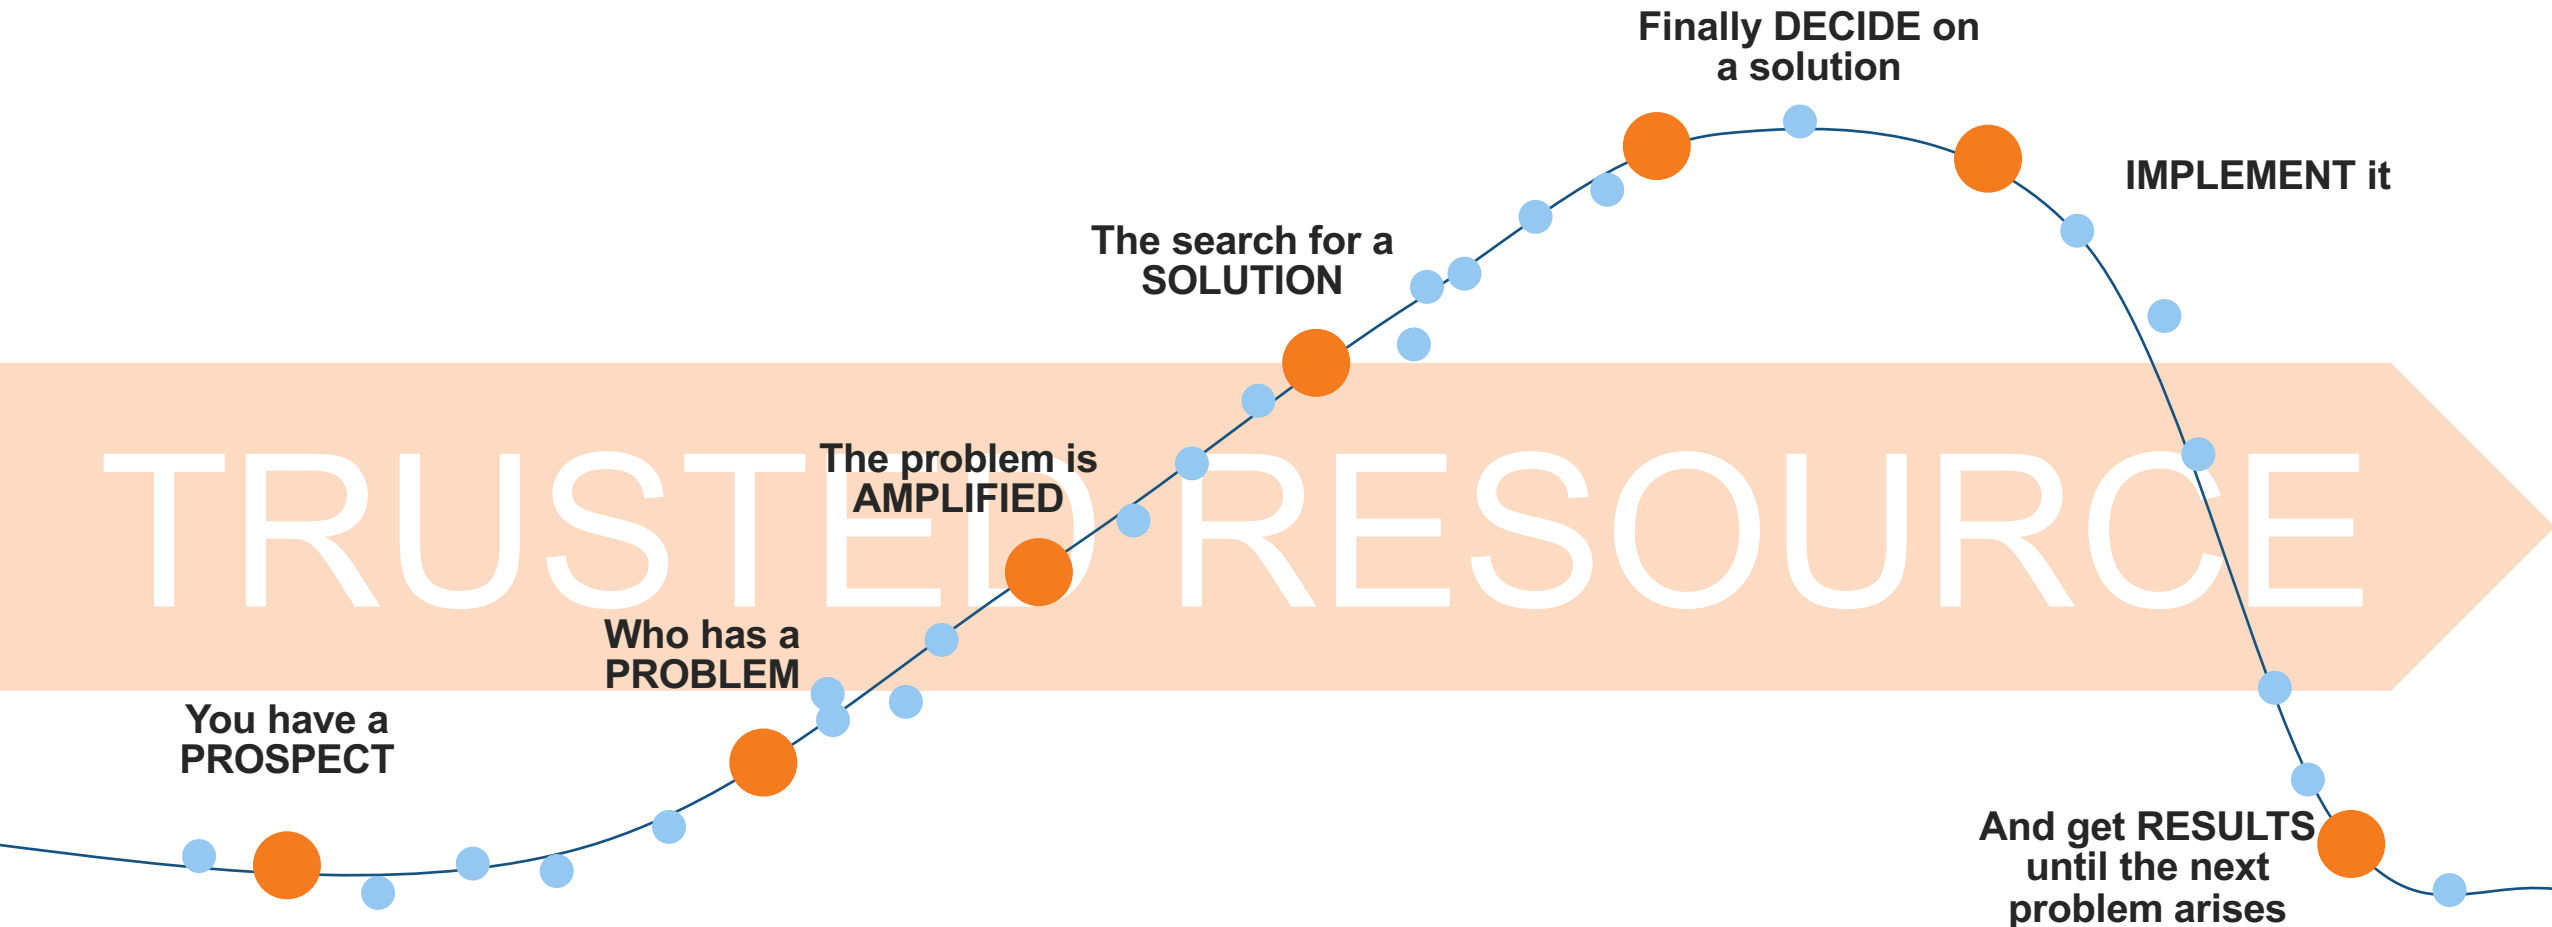 You have a
PROSPECT
Who has a
PROBLEM
The problem is
AMPLIFIED
The search for a
SOLUTION
Finally DECIDE on
a solution
IMPLEMENT it
And get RESULTS
until the next
problem arises
TRUSTED RESOURCE